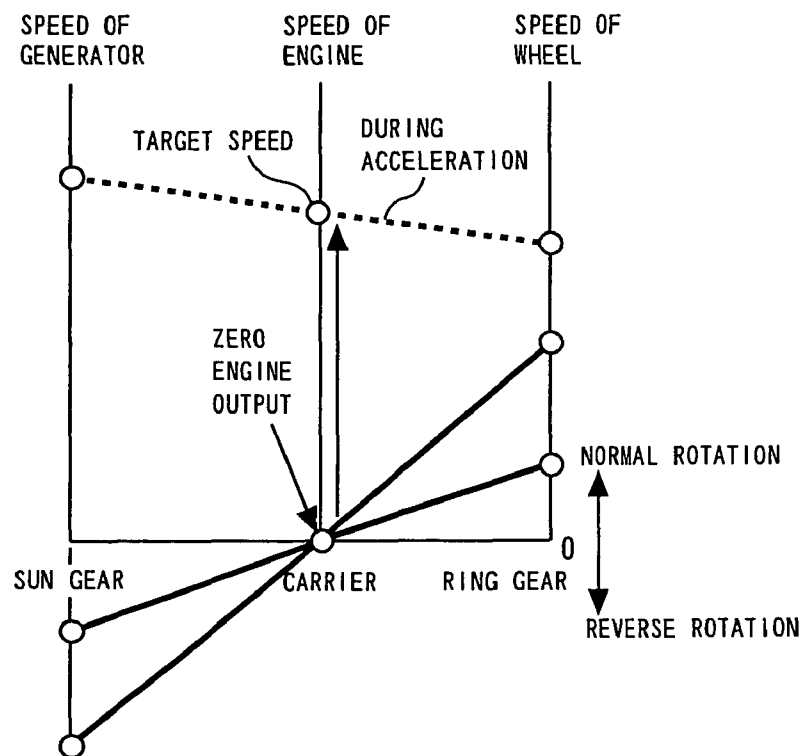 SPEED OF
GENERATOR
SPEED OF
ENGINE
SPEED OF
WHEEL
TARGET SPEED
DURING
ACCELERATION
ZERO
ENGINE
OUTPUT
NORMAL ROTATION
0
SUN GEAR
CARRIER
RING GEAR
REVERSE ROTATION